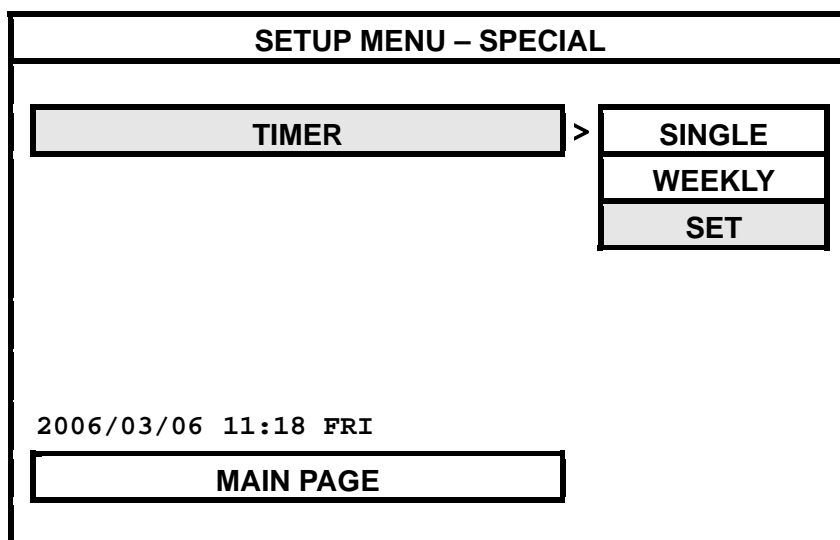 SETUP MENU – SPECIAL
TIMER > SINGLE
WEEKLY
SET
2006/03/06 11:18 FRI
MAIN PAGE